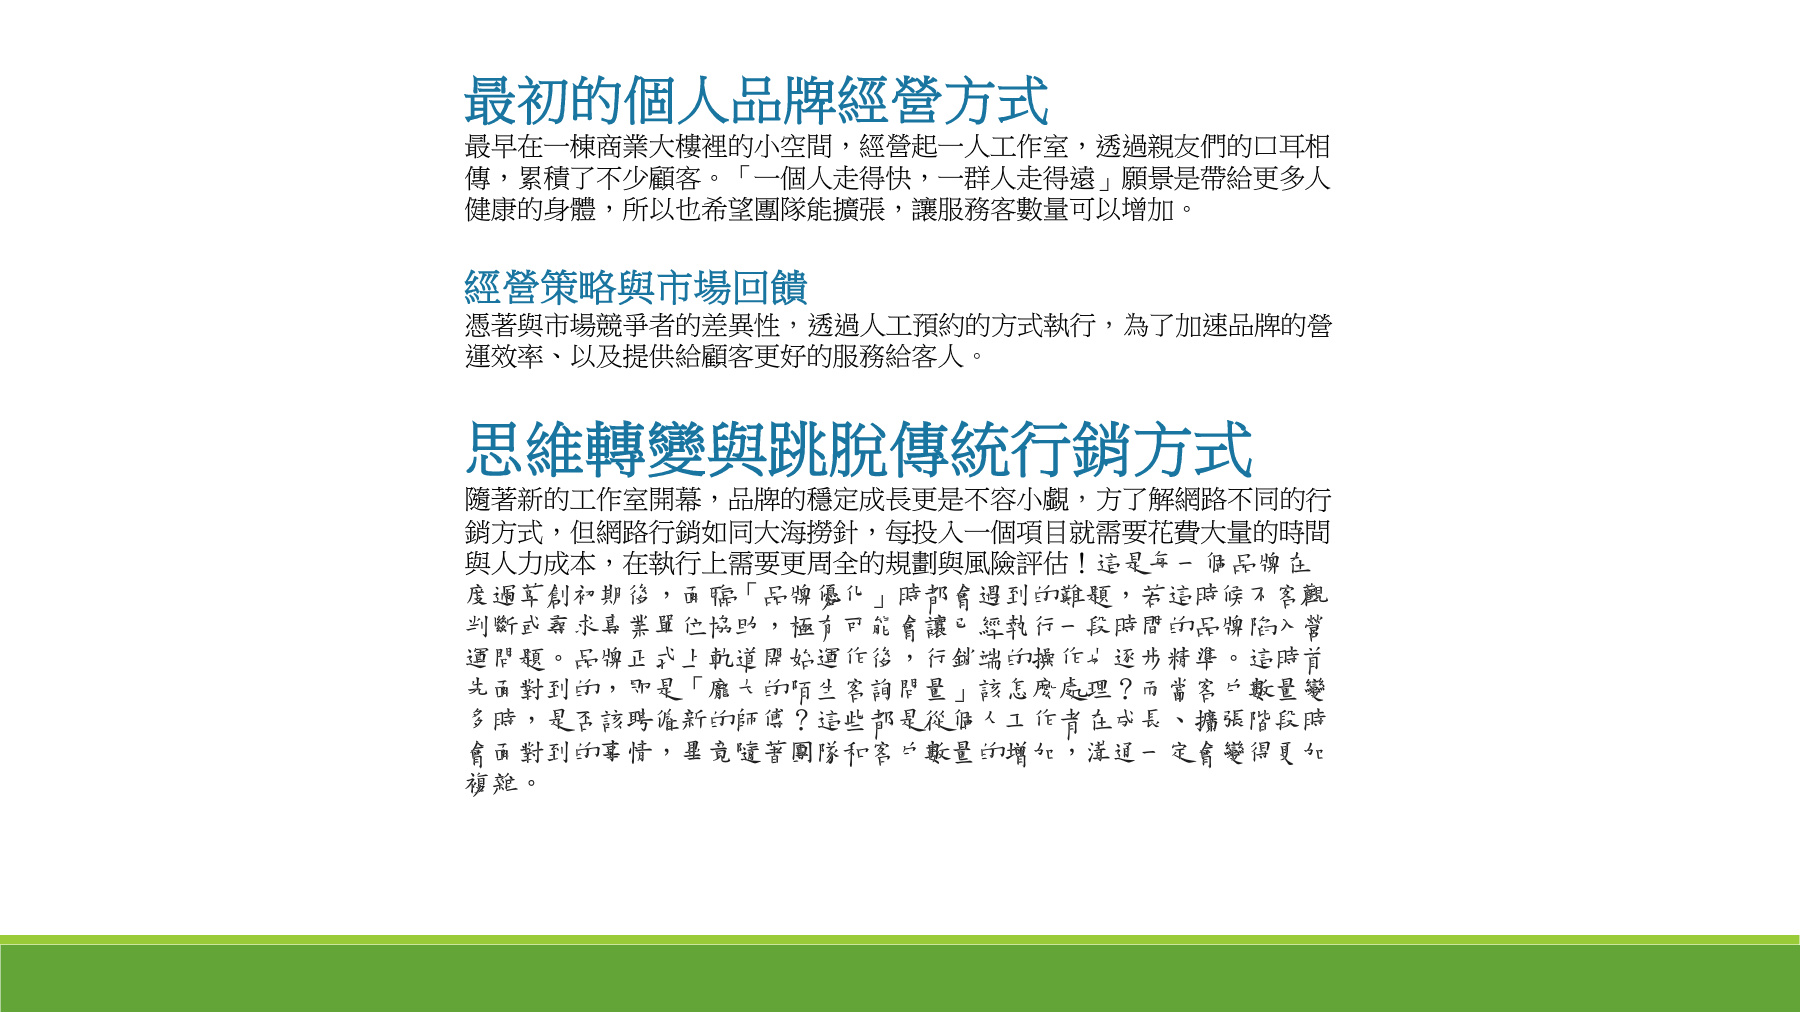 最初的個人品牌經營方式
最早在一棟商業大樓裡的小空間，經營起一人工作室，透過親友們的口耳相
傳，累積了不少顧客。「一個人走得快，一群人走得遠」願景是帶給更多人
健康的身體，所以也希望團隊能擴張，讓服務客數量可以增加。
經營策略與市場回饋
憑著與市場競爭者的差異性，透過人工預約的方式執行，為了加速品牌的營
運效率、以及提供給顧客更好的服務給客人。
思維轉變與跳脫傳統行銷方式
隨著新的工作室開幕，品牌的穩定成長更是不容小覷，方了解網路不同的行
銷方式，但網路行銷如同大海撈針，每投入一個項目就需要花費大量的時間
與人力成本，在執行上需要更周全的規劃與風險評估！這是每一個品牌在
度過草創初期後，面臨「品牌優化」時都會遇到的難題，若這時候不客觀
判斷或尋求專業單位協助，極有可能會讓已經執行一段時間的品牌陷入營
運問題。品牌正式上軌道開始運作後，行銷端的操作也逐步精準。這時首
先面對到的，即是「龐大的陌生客詢問量」該怎麼處理？而當客戶數量變
多時，是否該聘僱新的師傅？這些都是從個人工作者在成長、擴張階段時
會面對到的事情，畢竟隨著團隊和客戶數量的增加，溝通一定會變得更加
複雜。